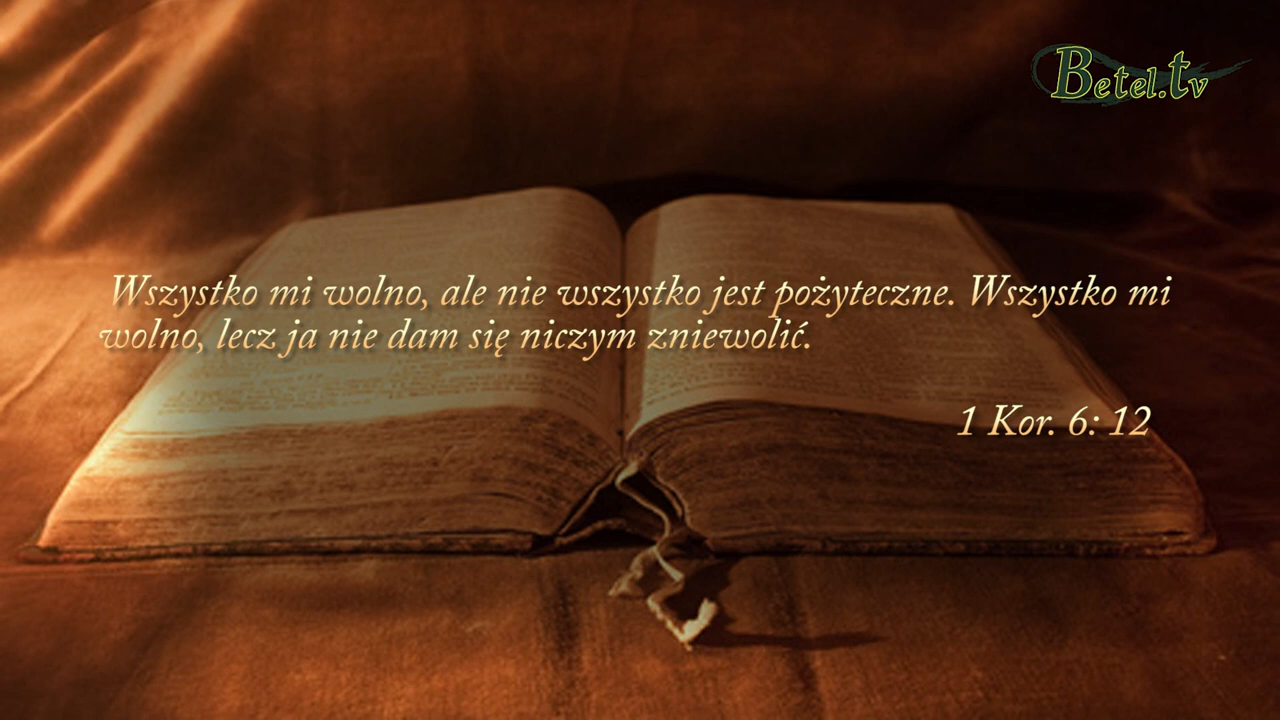 Betel.tv
Wszystko mi wolno, ale nie wszystko jest pożyteczne. Wszystko mi
wolno, lecz ja nie dam się niczym zniewolić.
1 Kor. 6: 12